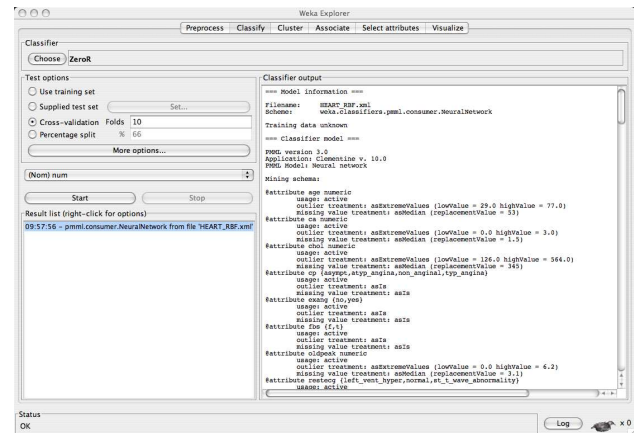 Weka Explorer
Preprocess Classify Cluster Associate Select attributes Visualize
Classifier
Choose ZeroR
Test options
Use training set
Supplied test set Set...
Cross-validation Folds 10
Percentage split % 66
More options...
(Nom) num
Start Stop
Result list (right-click for options)
09:57:56 - pmml.consumer.NeuralNetwork from file 'HEART_RBF.xml'
Classifier output
=== Model information ===
Filename: HEART_RBF.xml
Scheme: weka.classifiers.pmml.consumer.NeuralNetwork
Training data unknown
=== Classifier model ===
PMML version 3.0
Application: Clementine v. 10.0
PMML Model: Neural network
Mining schema:
@attribute age numeric
usage: active
outlier treatment: asExtremeValues (lowValue = 29.0 highValue = 77.0)
missing value treatment: asMedian (replacementValue = 53)
@attribute ca numeric
usage: active
outlier treatment: asExtremeValues (lowValue = 0.0 highValue = 3.0)
missing value treatment: asMedian (replacementValue = 1.5)
@attribute chol numeric
usage: active
outlier treatment: asExtremeValues (lowValue = 126.0 highValue = 564.0)
missing value treatment: asMedian (replacementValue = 345)
@attribute cp {asympt,atyp_angina,non_anginal,typ_angina}
usage: active
outlier treatment: asIs
missing value treatment: asIs
@attribute exang {no,yes}
usage: active
outlier treatment: asIs
missing value treatment: asIs
@attribute fbs {f,t}
usage: active
outlier treatment: asIs
missing value treatment: asIs
@attribute oldpeak numeric
usage: active
outlier treatment: asExtremeValues (lowValue = 0.0 highValue = 6.2)
missing value treatment: asMedian (replacementValue = 3.1)
@attribute restecg {left_vent_hyper,normal,st_t_wave_abnormality}
usage: active
Status
OK
Log x 0